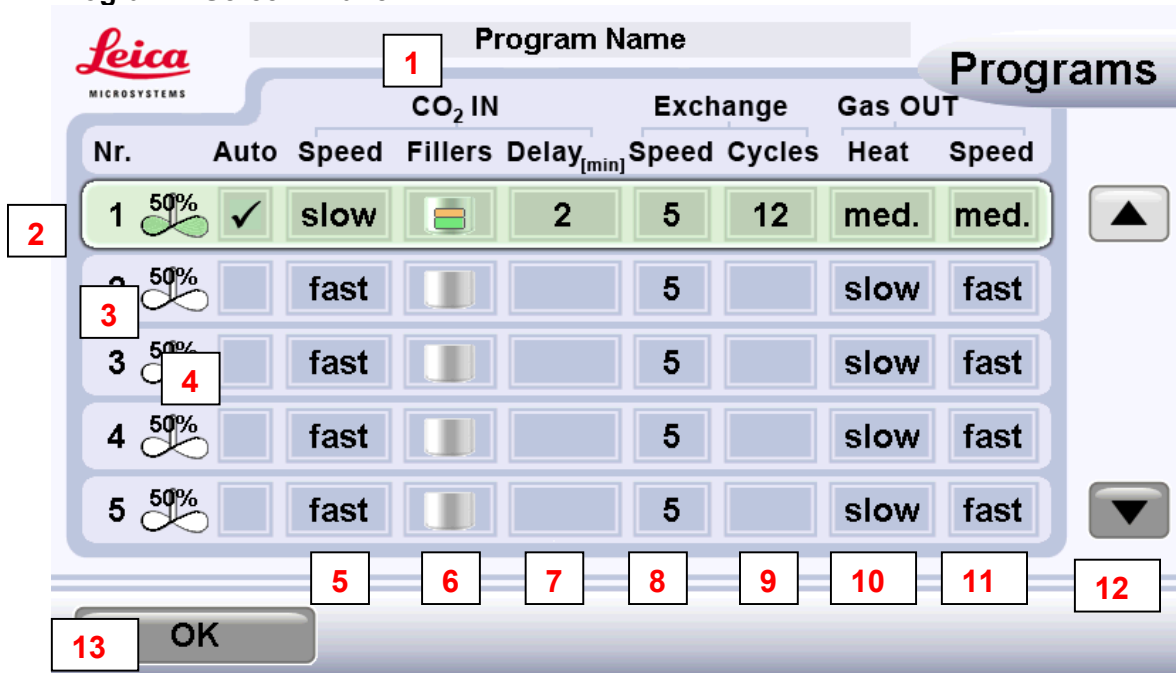 Program Name
Leica
MICROSYSTEMS
1
Programs
CO₂ IN Exchange Gas OUT
Nr. Auto Speed Fillers Delay[min] Speed Cycles Heat Speed
1 50% ✓ slow 2 5 12 med. med.
2
50% fast 5 slow fast
3
3 50% fast 5 slow fast
4
4 50% fast 5 slow fast
5 50% fast 5 slow fast
5 6 7 8 9 10 11 12
13 OK